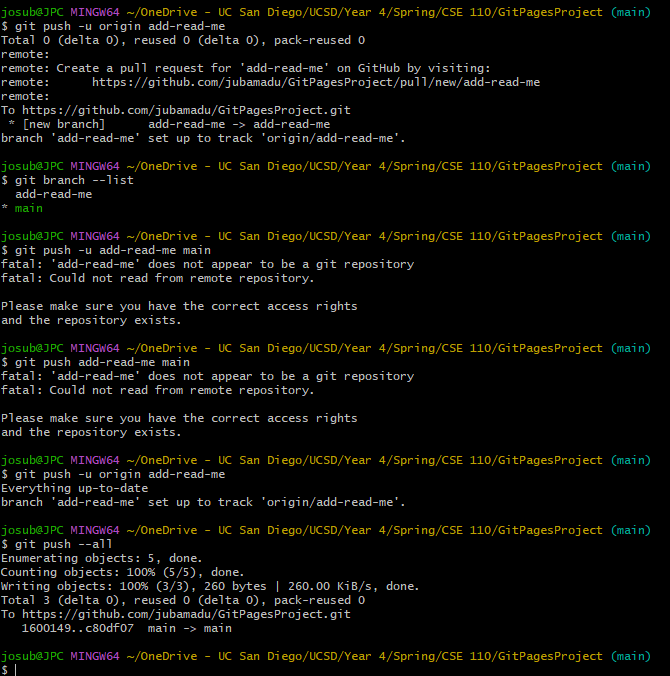 josub@JPC MINGW64 ~/OneDrive - UC San Diego/UCSD/Year 4/Spring/CSE 110/GitPagesProject (main)
$ git push -u origin add-read-me
Total 0 (delta 0), reused 0 (delta 0), pack-reused 0
remote:
remote: Create a pull request for 'add-read-me' on GitHub by visiting:
remote:      https://github.com/jubamadu/GitPagesProject/pull/new/add-read-me
remote:
To https://github.com/jubamadu/GitPagesProject.git
 * [new branch]      add-read-me -> add-read-me
branch 'add-read-me' set up to track 'origin/add-read-me'.
josub@JPC MINGW64 ~/OneDrive - UC San Diego/UCSD/Year 4/Spring/CSE 110/GitPagesProject (main)
$ git branch --list
  add-read-me
* main
josub@JPC MINGW64 ~/OneDrive - UC San Diego/UCSD/Year 4/Spring/CSE 110/GitPagesProject (main)
$ git push -u add-read-me main
fatal: 'add-read-me' does not appear to be a git repository
fatal: Could not read from remote repository.
Please make sure you have the correct access rights
and the repository exists.
josub@JPC MINGW64 ~/OneDrive - UC San Diego/UCSD/Year 4/Spring/CSE 110/GitPagesProject (main)
$ git push add-read-me main
fatal: 'add-read-me' does not appear to be a git repository
fatal: Could not read from remote repository.
Please make sure you have the correct access rights
and the repository exists.
josub@JPC MINGW64 ~/OneDrive - UC San Diego/UCSD/Year 4/Spring/CSE 110/GitPagesProject (main)
$ git push -u origin add-read-me
Everything up-to-date
branch 'add-read-me' set up to track 'origin/add-read-me'.
josub@JPC MINGW64 ~/OneDrive - UC San Diego/UCSD/Year 4/Spring/CSE 110/GitPagesProject (main)
$ git push --all
Enumerating objects: 5, done.
Counting objects: 100% (5/5), done.
Writing objects: 100% (3/3), 260 bytes | 260.00 KiB/s, done.
Total 3 (delta 0), reused 0 (delta 0), pack-reused 0
To https://github.com/jubamadu/GitPagesProject.git
   1600149..c80df07  main -> main
josub@JPC MINGW64 ~/OneDrive - UC San Diego/UCSD/Year 4/Spring/CSE 110/GitPagesProject (main)
$